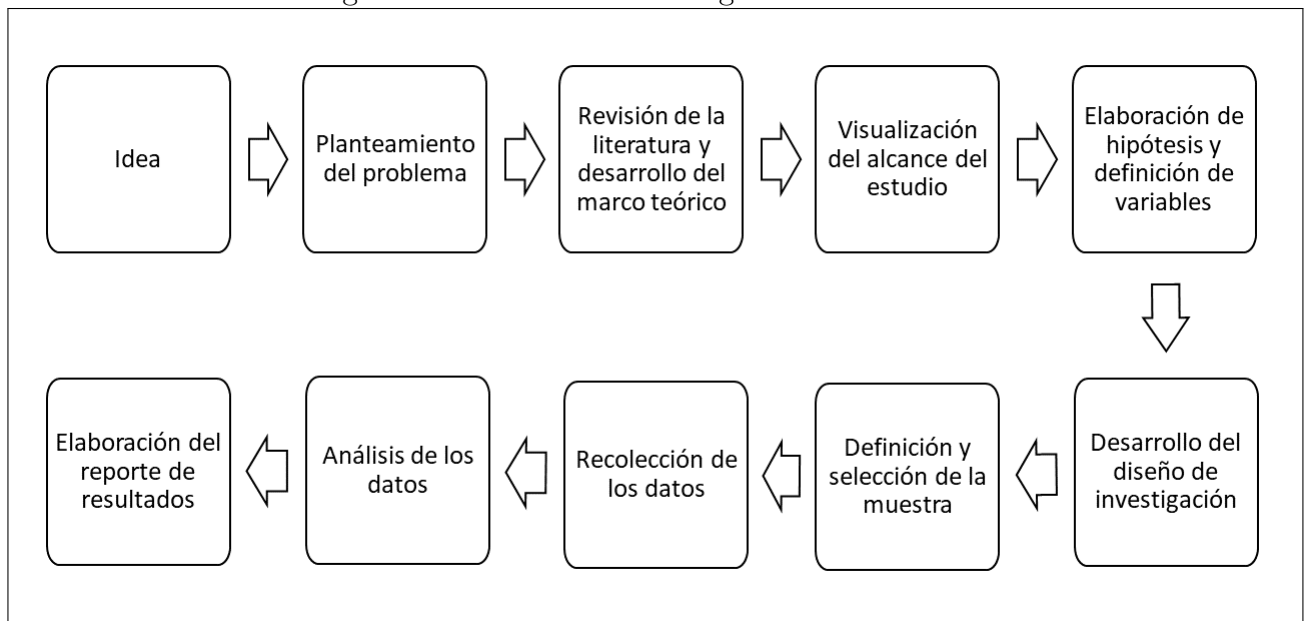 Idea
Planteamiento
del problema
Revisión de la
literatura y
desarrollo del
marco teórico
Visualización
del alcance del
estudio
Elaboración de
hipótesis y
definición de
variables
Desarrollo del
diseño de
investigación
Definición y
selección de la
muestra
Recolección de
los datos
Análisis de los
datos
Elaboración del
reporte de
resultados